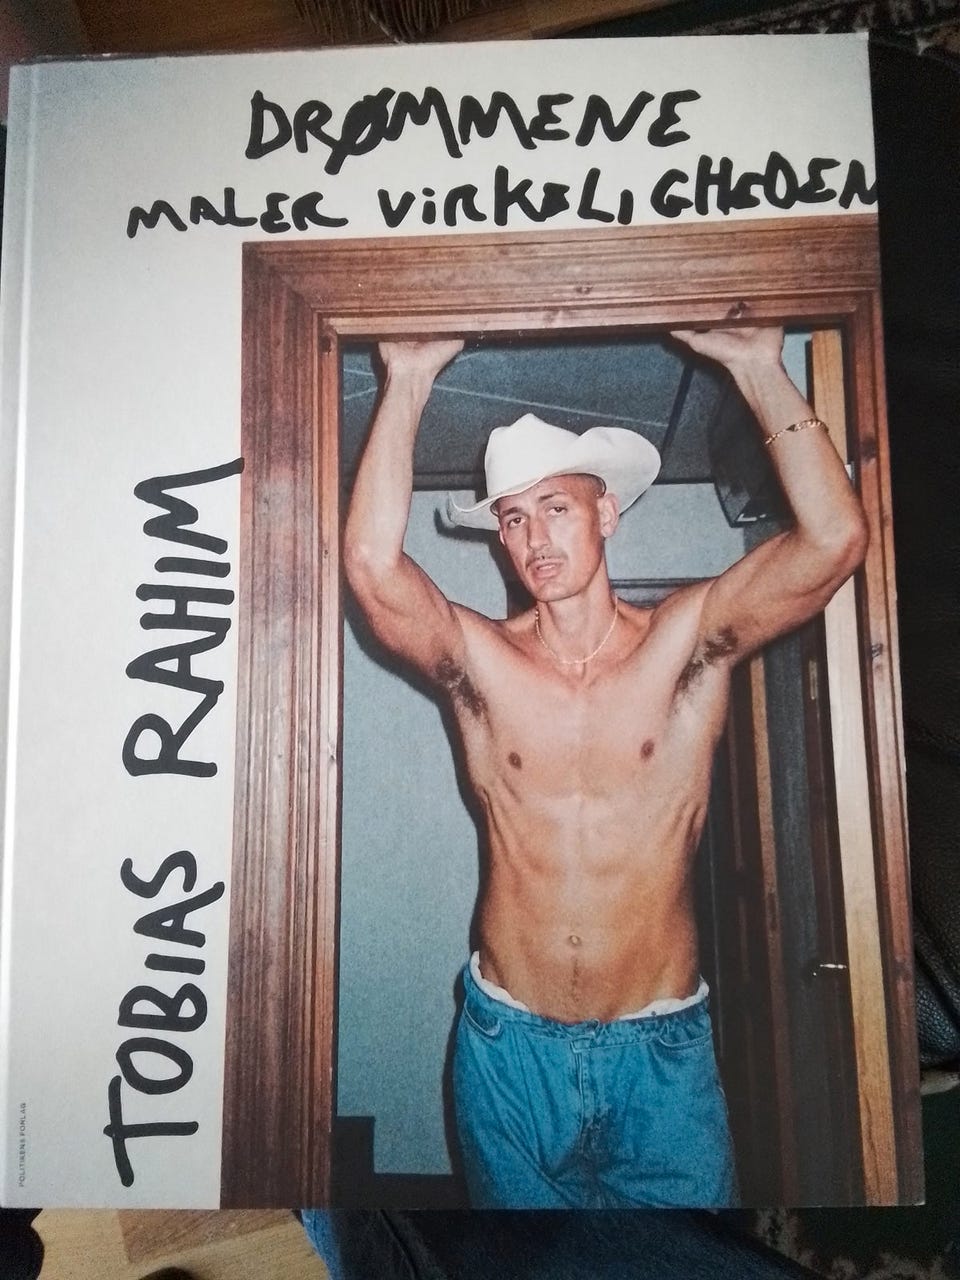 DRØMMENE
MALER VIRKELIGHEDEN
TOBIAS RAHIM
POLITIKENS FORLAG